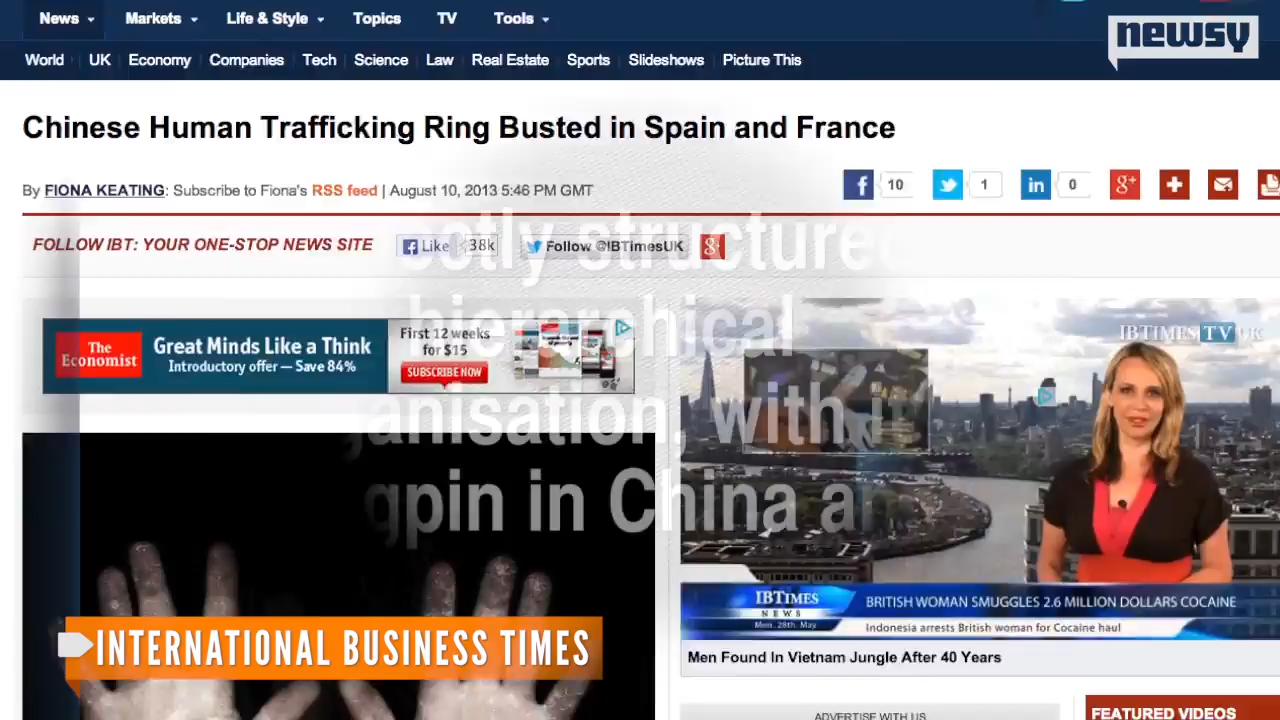 News Markets Life & Style Topics TV Tools
newsy
World UK Economy Companies Tech Science Law Real Estate Sports Slideshows Picture This
Chinese Human Trafficking Ring Busted in Spain and France
By FIONA KEATING: Subscribe to Fiona's RSS feed | August 10, 2013 5:46 PM GMT
10 1 0
FOLLOW IBT: YOUR ONE-STOP NEWS SITE Like 38k Follow @IBTimesUK
structured
hierarchical
with
in China
The Economist
Great Minds Like a Think
Introductory offer — Save 84%
First 12 weeks
for $15
SUBSCRIBE NOW
IBTIMES TV UK
IBTIMES
NEWS
Mon, 28th, May
BRITISH WOMAN SMUGGLES 2.6 MILLION DOLLARS COCAINE
Indonesia arrests British woman for Cocaine haul
Men Found In Vietnam Jungle After 40 Years
INTERNATIONAL BUSINESS TIMES
ADVERTISE WITH US
FEATURED VIDEOS